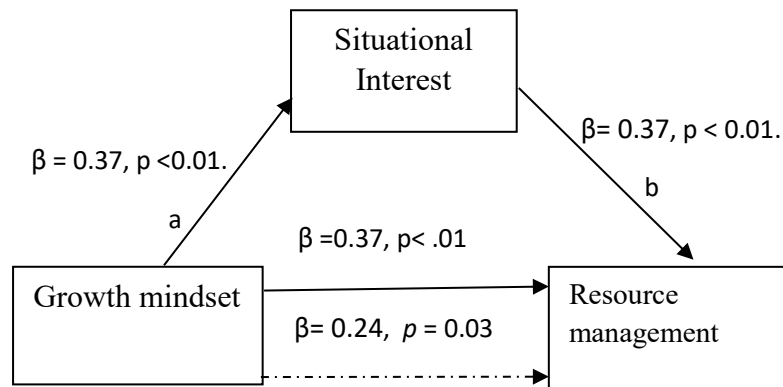 Situational
Interest
β = 0.37, p <0.01.
β= 0.37, p < 0.01.
a
b
β =0.37, p< .01
Growth mindset
Resource
management
β= 0.24, p = 0.03